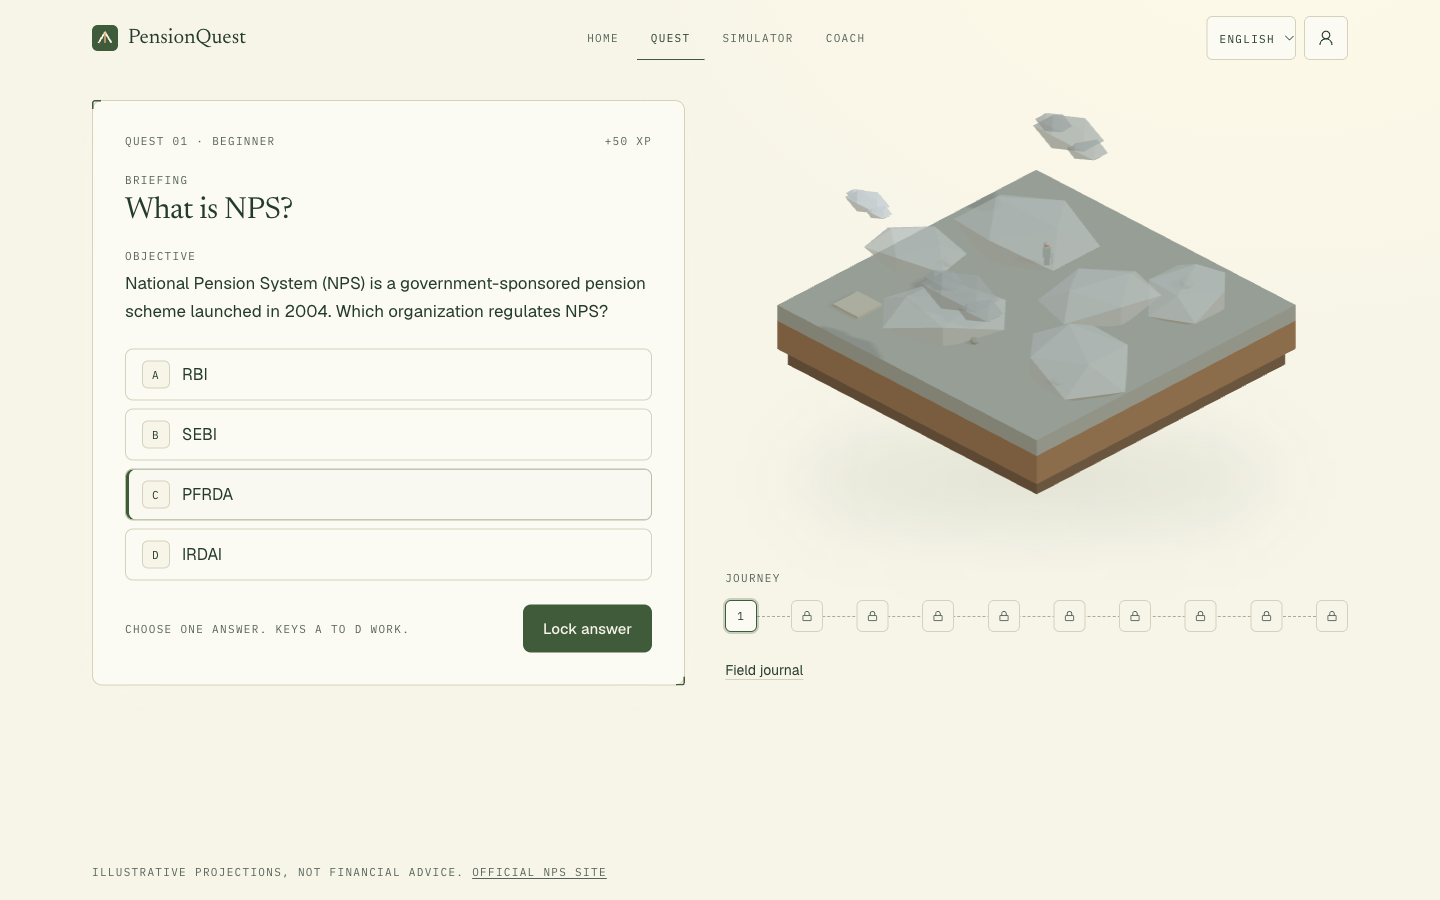 PensionQuest
HOME
QUEST
SIMULATOR
COACH
ENGLISH
QUEST 01 · BEGINNER
+50 XP
BRIEFING
What is NPS?
OBJECTIVE
National Pension System (NPS) is a government-sponsored pension
scheme launched in 2004. Which organization regulates NPS?
A RBI
B SEBI
C PFRDA
D IRDAI
CHOOSE ONE ANSWER. KEYS A TO D WORK.
Lock answer
JOURNEY
1
Field journal
ILLUSTRATIVE PROJECTIONS, NOT FINANCIAL ADVICE. OFFICIAL NPS SITE